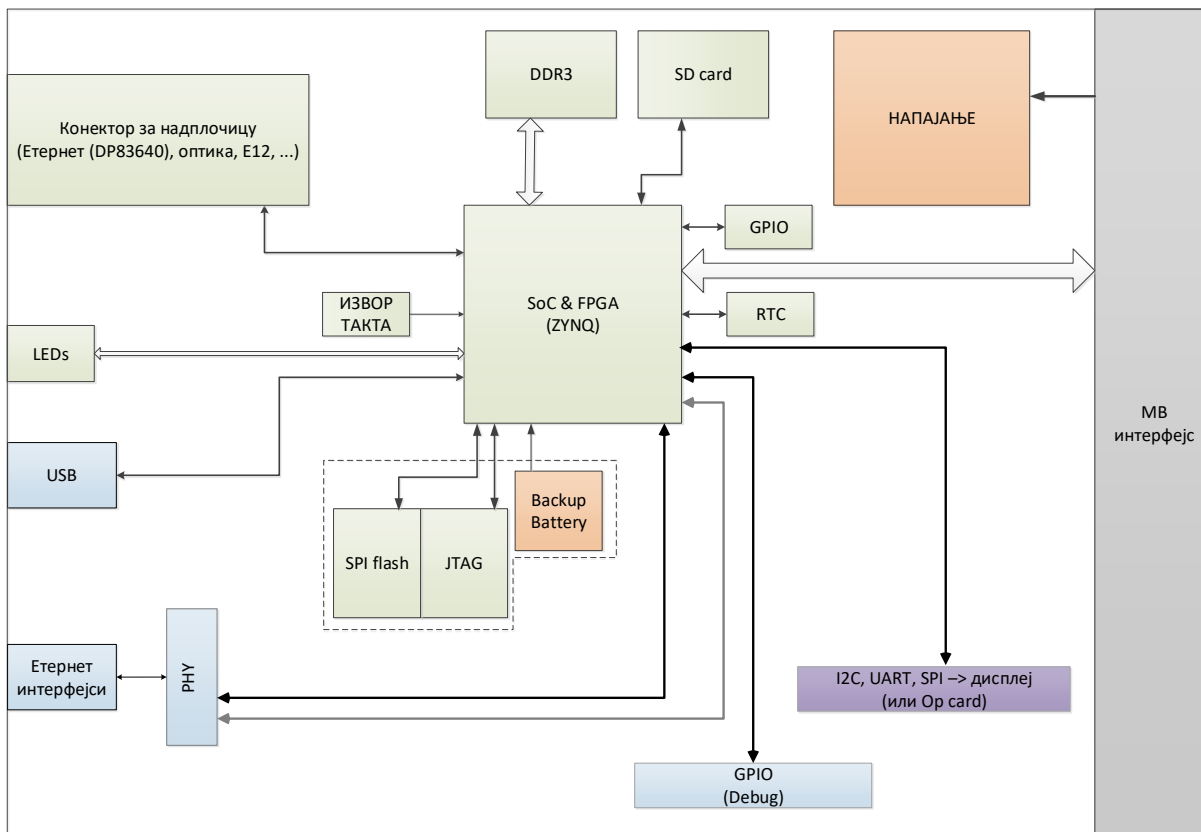 DDR3
SD card
НАПАЈАЊЕ
Конектор за надплочицу
(Етернет (DP83640), оптика, Е12, ...)
GPIO
SoC & FPGA
(ZYNQ)
ИЗВОР
ТАКТА
RTC
LEDs
МВ
интерфејс
USB
Backup
Battery
SPI flash
JTAG
Етернет
интерфејси
PHY
I2C, UART, SPI –> дисплеј
(или Op card)
GPIO
(Debug)